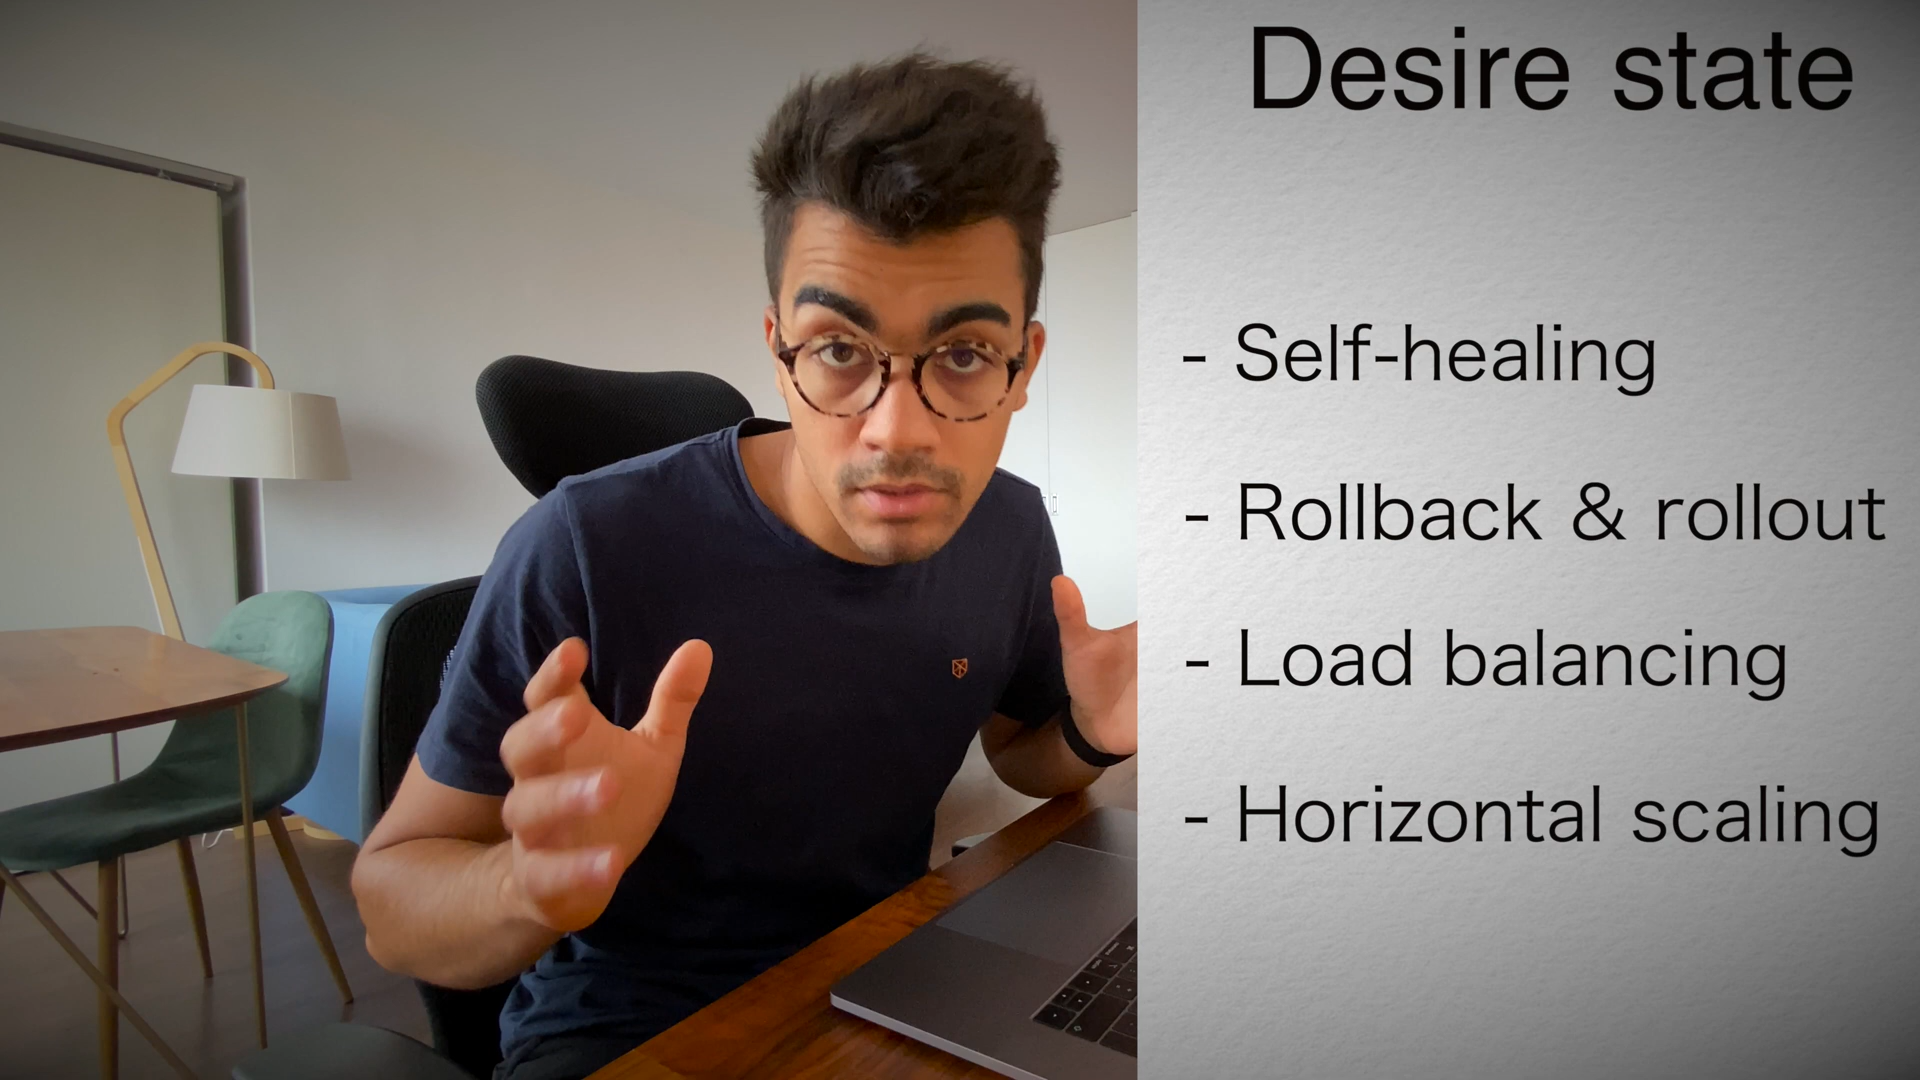 Desire state
- Self-healing
- Rollback & rollout
- Load balancing
- Horizontal scaling